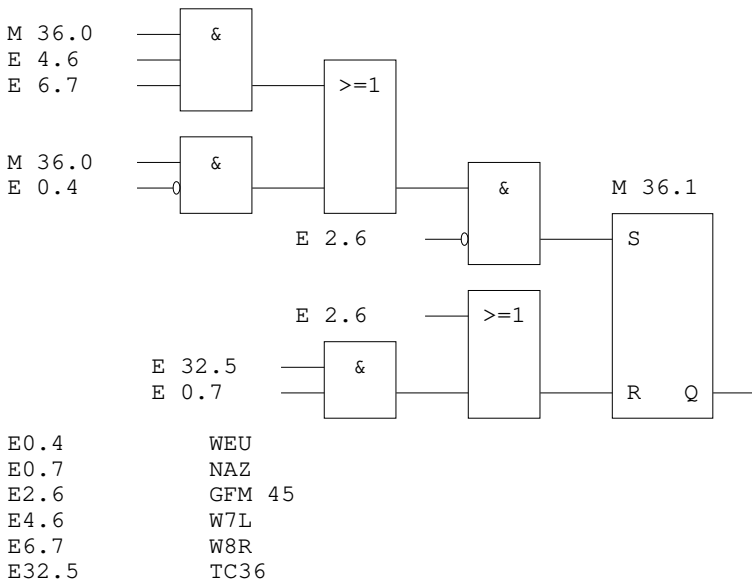 M 36.0 &
E 4.6
E 6.7 >=1
M 36.0 &
E 0.4 & M 36.1
E 2.6 S
E 2.6 >=1
E 32.5 &
E 0.7 R Q
E0.4 WEU
E0.7 NAZ
E2.6 GFM 45
E4.6 W7L
E6.7 W8R
E32.5 TC36